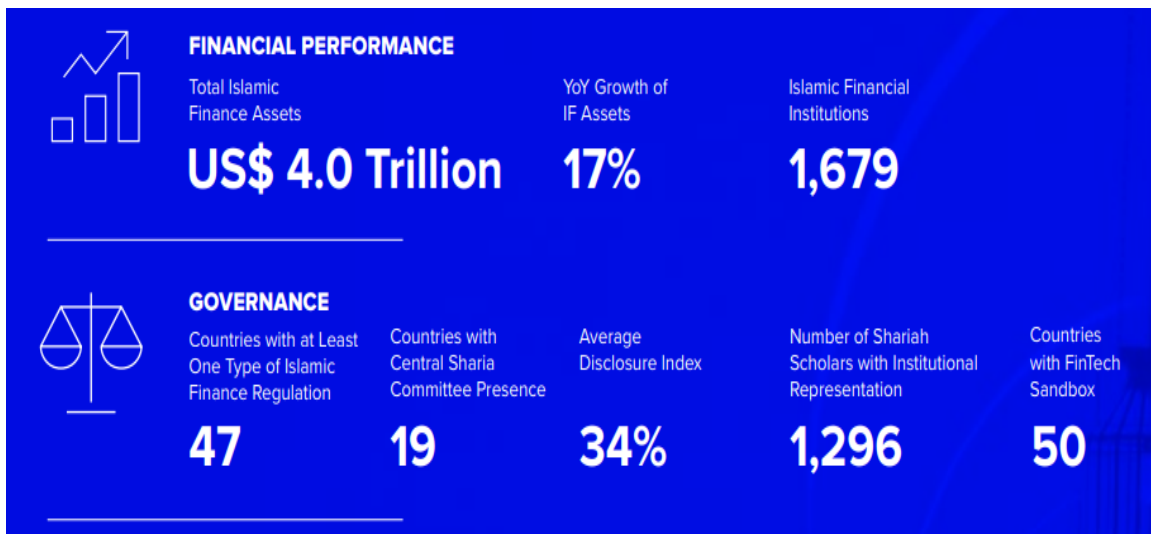 FINANCIAL PERFORMANCE
Total Islamic
Finance Assets
US$ 4.0 Trillion
YoY Growth of
IF Assets
17%
Islamic Financial
Institutions
1,679
GOVERNANCE
Countries with at Least
One Type of Islamic
Finance Regulation
47
Countries with
Central Sharia
Committee Presence
19
Average
Disclosure Index
34%
Number of Shariah
Scholars with Institutional
Representation
1,296
Countries
with FinTech
Sandbox
50